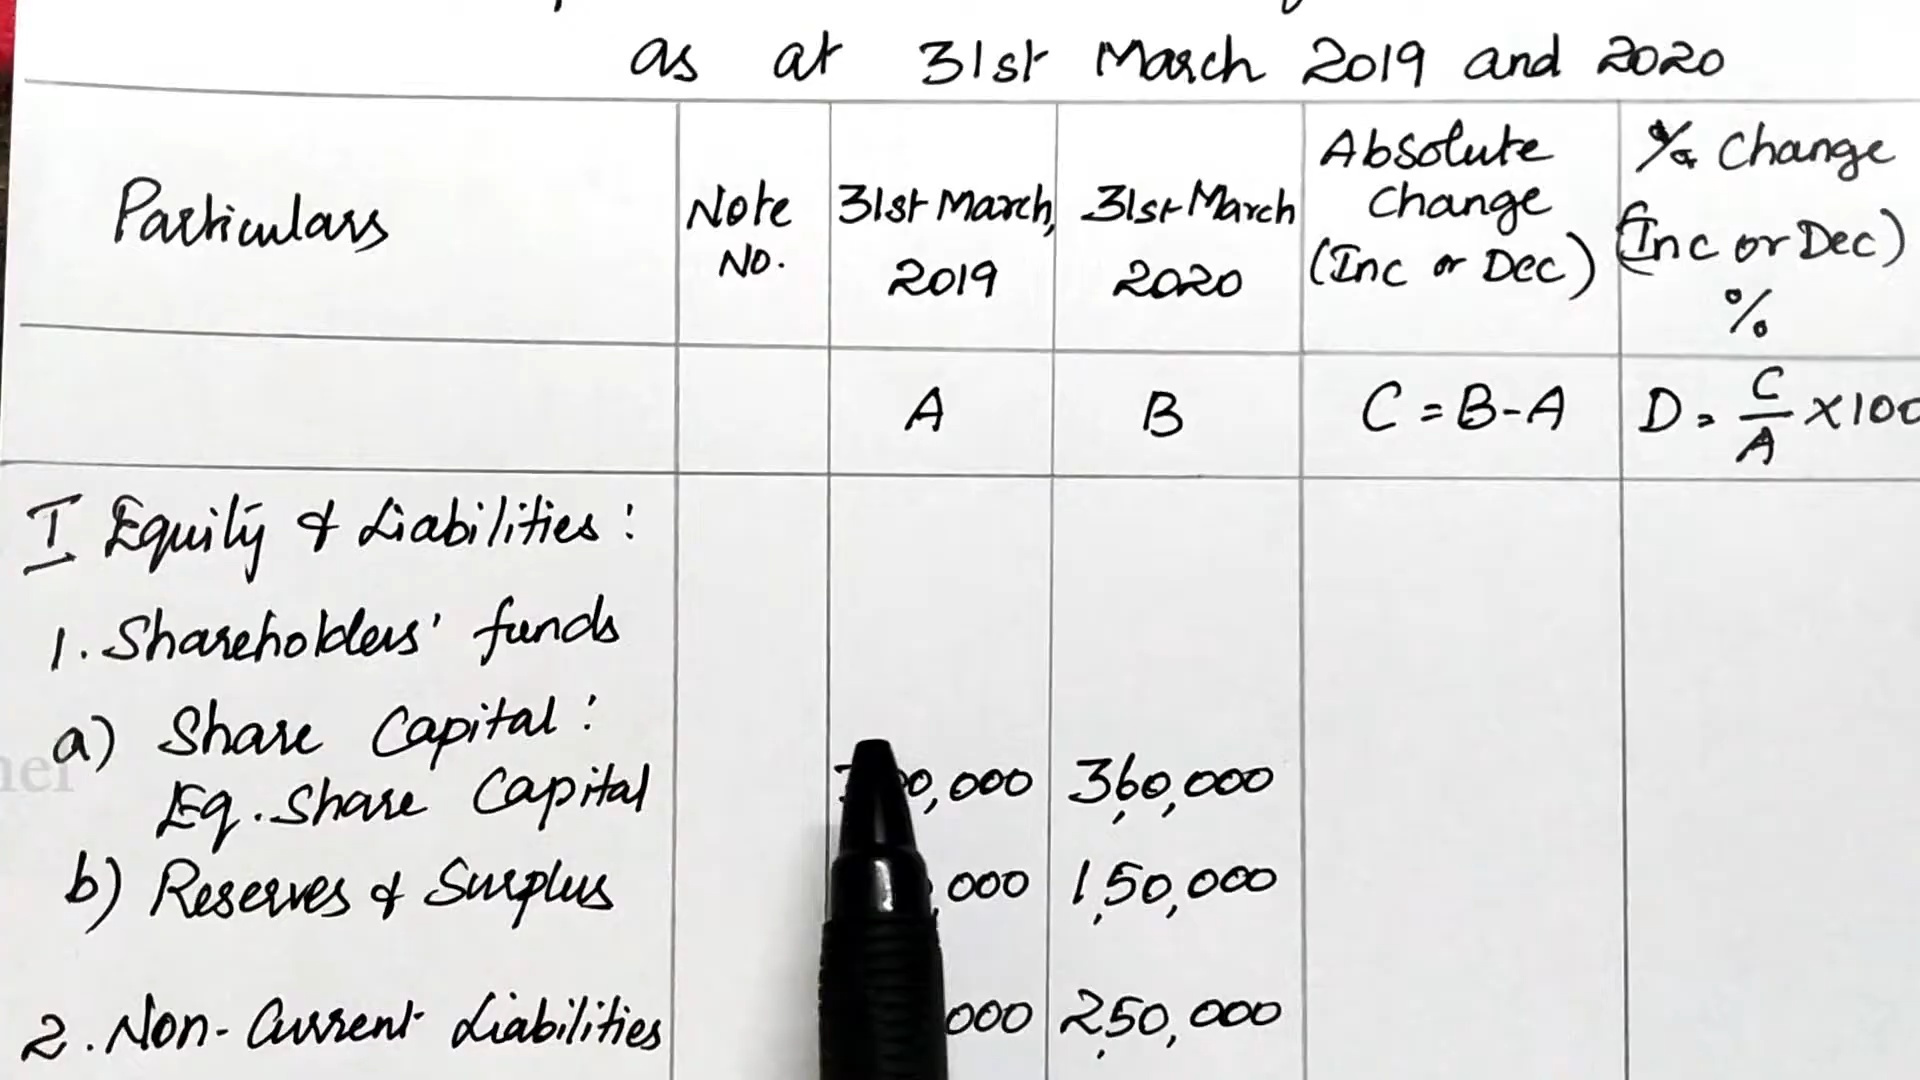 as at 31st March 2019 and 2020
Particulars
Note No.
31st March, 2019
31st March 2020
Absolute Change (Inc or Dec)
% Change (Inc or Dec) %
A
B
C = B-A
D = C/A X100
I Equity & Liabilities:
1. Shareholders' funds
a) Share Capital:
Eq. Share Capital 360,000
b) Reserves & Surplus ,000 1,50,000
2. Non-Current Liabilities 000 2,50,000